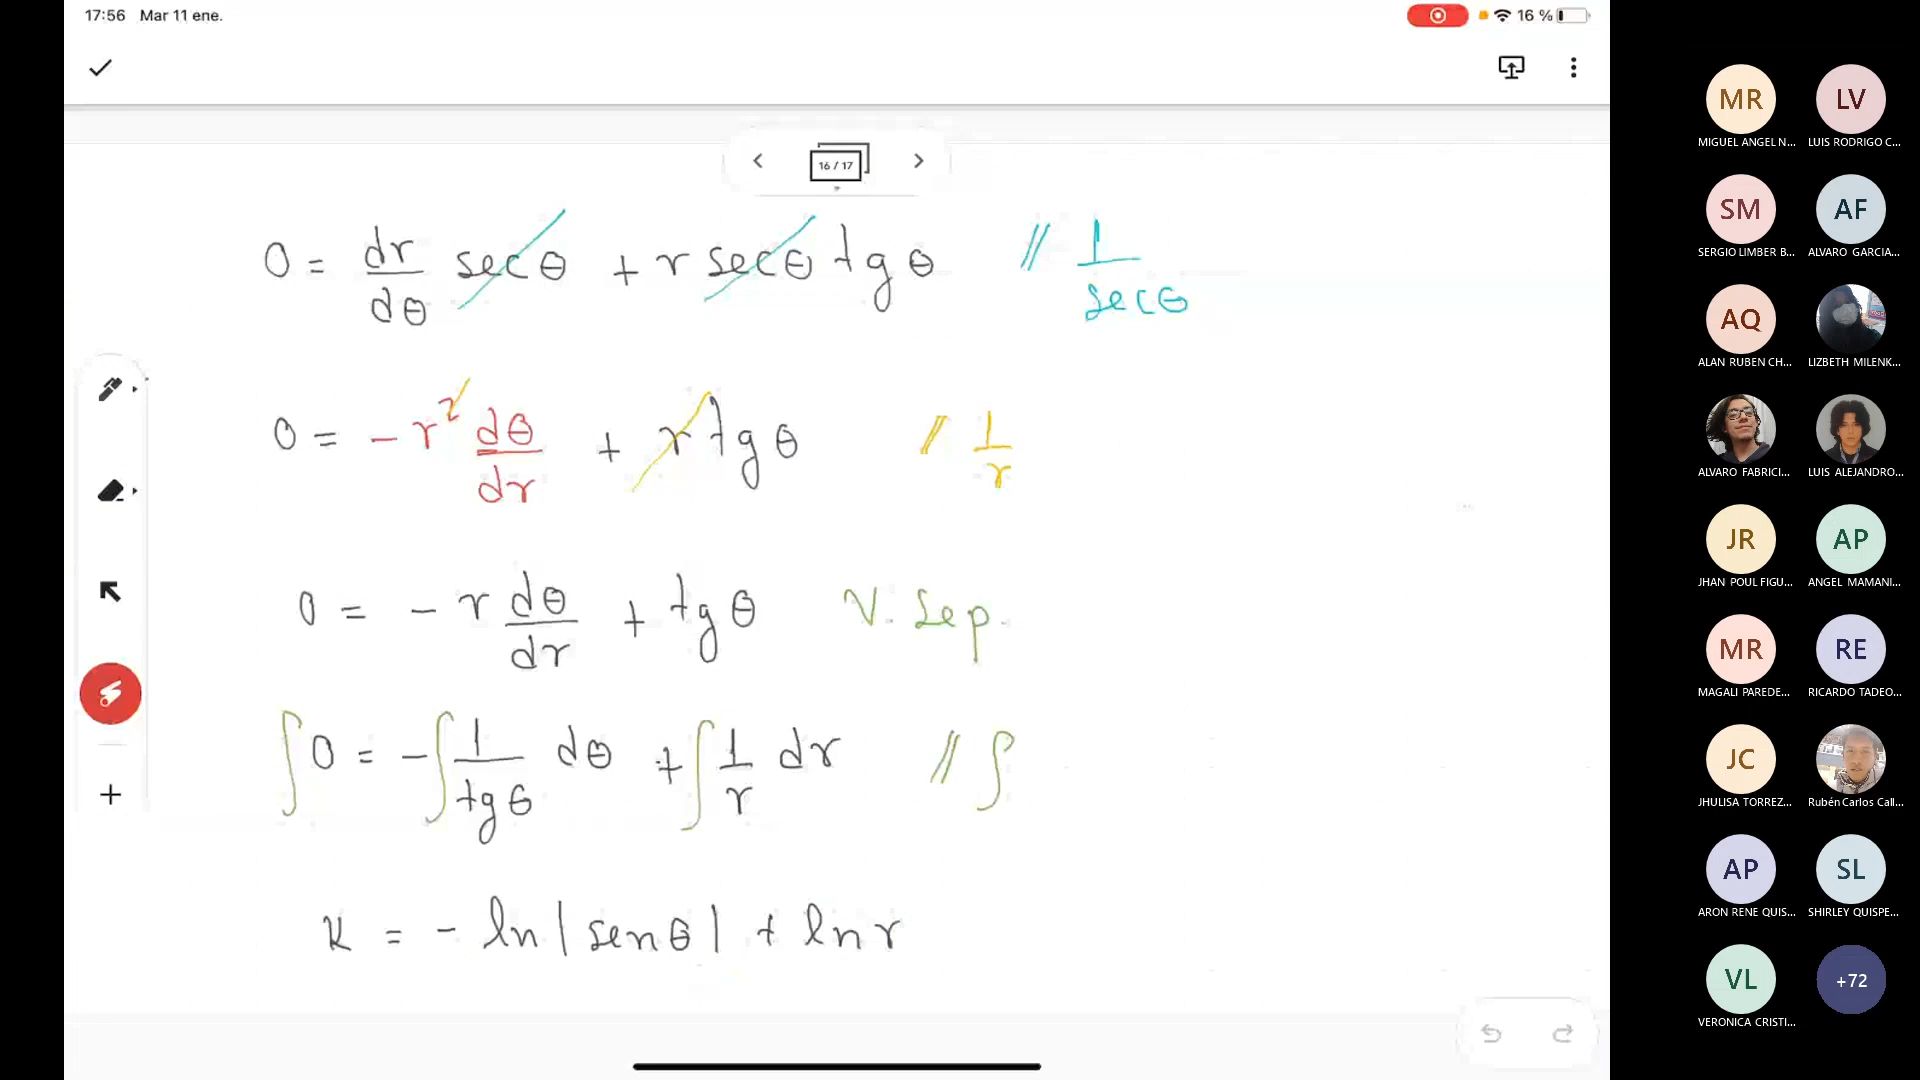 17:56 Mar 11 ene.
16 %
16 / 17
0 = dr/dθ secθ + r secθ tgθ // 1/secθ
0 = - r² dθ/dr + r tgθ // 1/r
0 = - r dθ/dr + tgθ V. Sep.
∫0 = -∫ 1/tgθ dθ + ∫ 1/r dr // ∫
K = - ln|senθ| + ln r
MR
LV
MIGUEL ANGEL N...
LUIS RODRIGO C...
SM
AF
SERGIO LIMBER B...
ALVARO GARCIA...
AQ
ALAN RUBEN CH...
LIZBETH MILENK...
ALVARO FABRICI...
LUIS ALEJANDRO...
JR
AP
JHAN POUL FIGU...
ANGEL MAMANI...
MR
RE
MAGALI PAREDE...
RICARDO TADEO...
JC
JHULISA TORREZ...
Rubén Carlos Call...
AP
SL
ARON RENE QUIS...
SHIRLEY QUISPE...
VL
+72
VERONICA CRISTI...